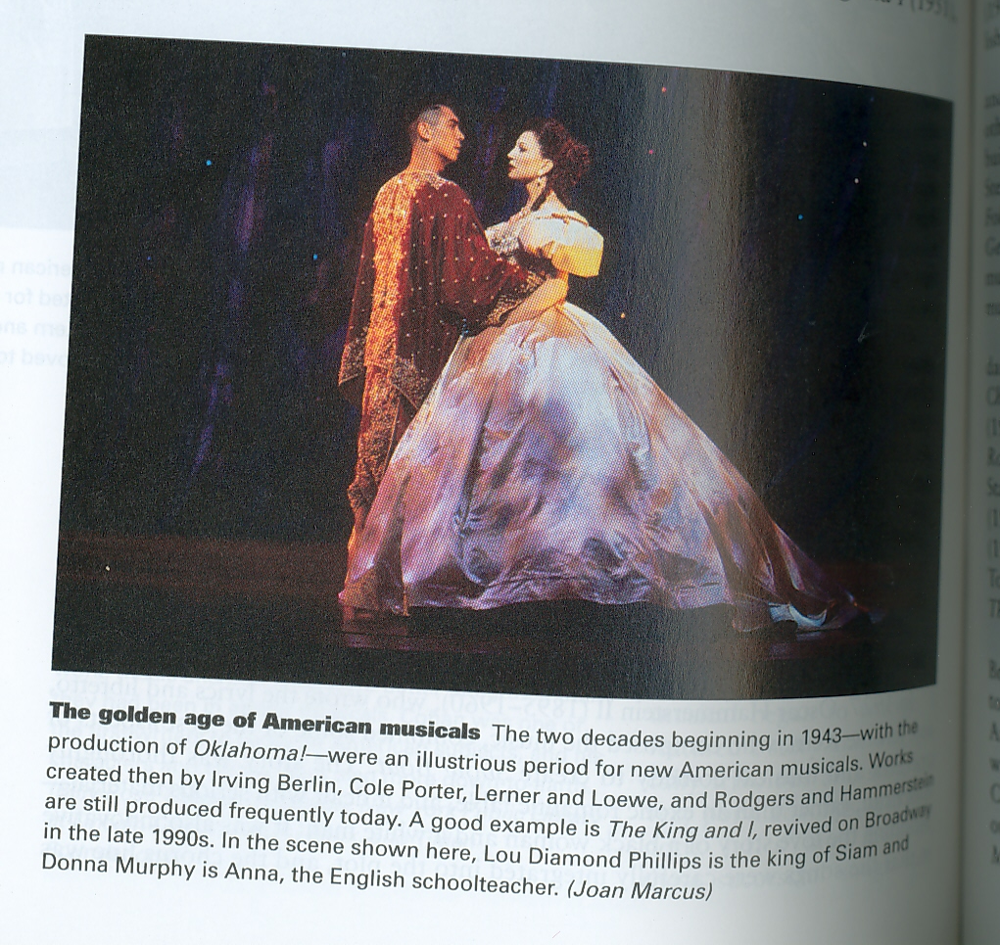 The golden age of American musicals The two decades beginning in 1943—with the
production of Oklahoma!—were an illustrious period for new American musicals. Works
created then by Irving Berlin, Cole Porter, Lerner and Loewe, and Rodgers and Hammerstein
are still produced frequently today. A good example is The King and I, revived on Broadway
in the late 1990s. In the scene shown here, Lou Diamond Phillips is the king of Siam and
Donna Murphy is Anna, the English schoolteacher. (Joan Marcus)